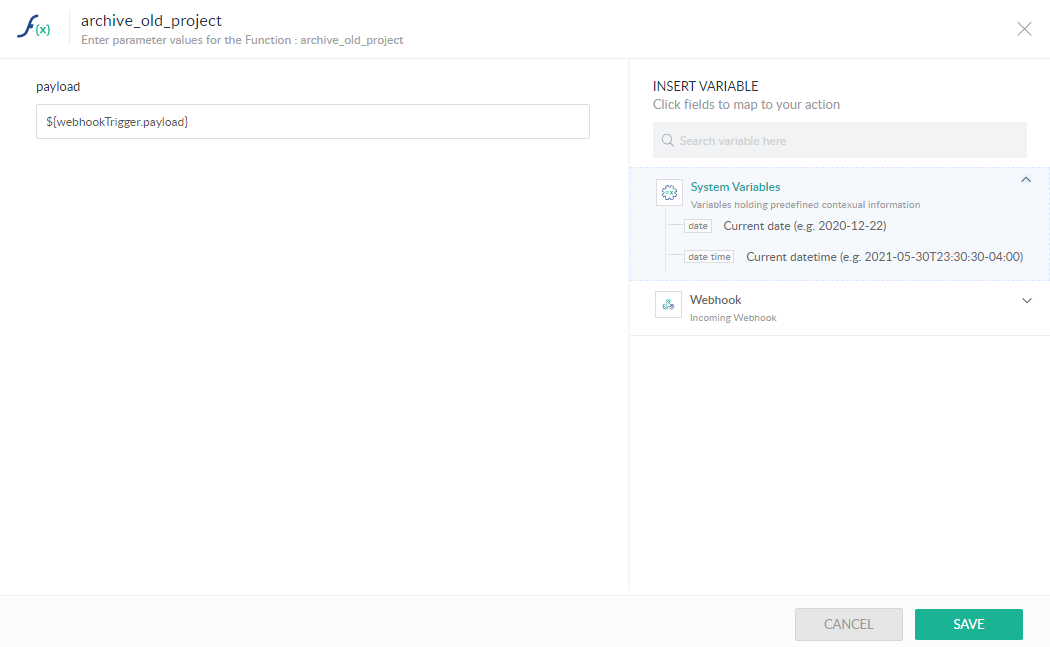 f(x)
archive_old_project
Enter parameter values for the Function : archive_old_project
payload
${webhookTrigger.payload}
INSERT VARIABLE
Click fields to map to your action
Search variable here
System Variables
Variables holding predefined contexual information
date Current date (e.g. 2020-12-22)
date time Current datetime (e.g. 2021-05-30T23:30:30-04:00)
Webhook
Incoming Webhook
CANCEL SAVE